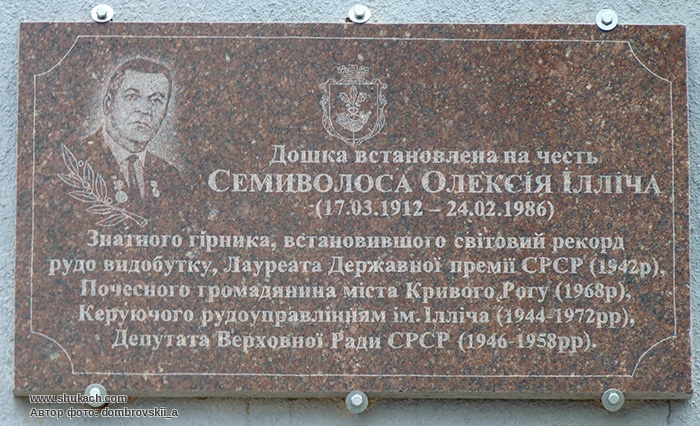 Дошка встановлена на честь
Семиволоса Олексія Ілліча
(17.03.1912 – 24.02.1986)
Знатного гірника, встановившого світовий рекорд
рудо видобутку, Лауреата Державної премії СРСР (1942р),
Почесного громадянина міста Кривого Рогу (1968р),
Керуючого рудоуправлінням ім. Ілліча (1944-1972рр),
Депутата Верховної Ради СРСР (1946-1958рр).
www.shukach.com
Автор фото: dombrovskii_a